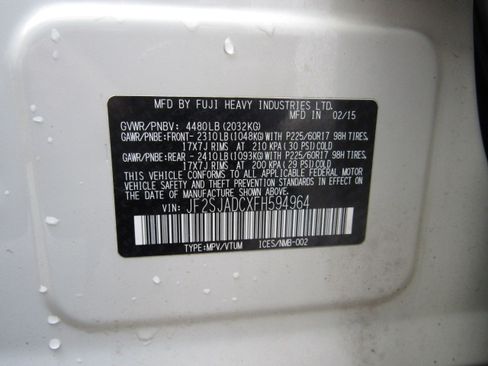 MFD BY FUJI HEAVY INDUSTRIES LTD.
MFD IN 02/15
GVWR/PNBV: 4480LB (2032KG)
GAWR/PNBE:FRONT- 2310LB(1048KG) WITH P225/60R17 98H TIRES,
17X7J RIMS AT 210 KPA ( 30 PSI) COLD
GAWR/PNBE:REAR - 2410LB(1093KG) WITH P225/60R17 98H TIRES,
17X7J RIMS AT 200 KPA ( 29 PSI) COLD
THIS VEHICLE CONFORMS TO ALL APPLICABLE
FEDERAL MOTOR VEHICLE SAFETY STANDARDS IN EFFECT
ON THE DATE OF MANUFACTURE SHOWN ABOVE
JF2SJADCXFH594964
TYPE:MPV/VTUM ICES/NMB-002